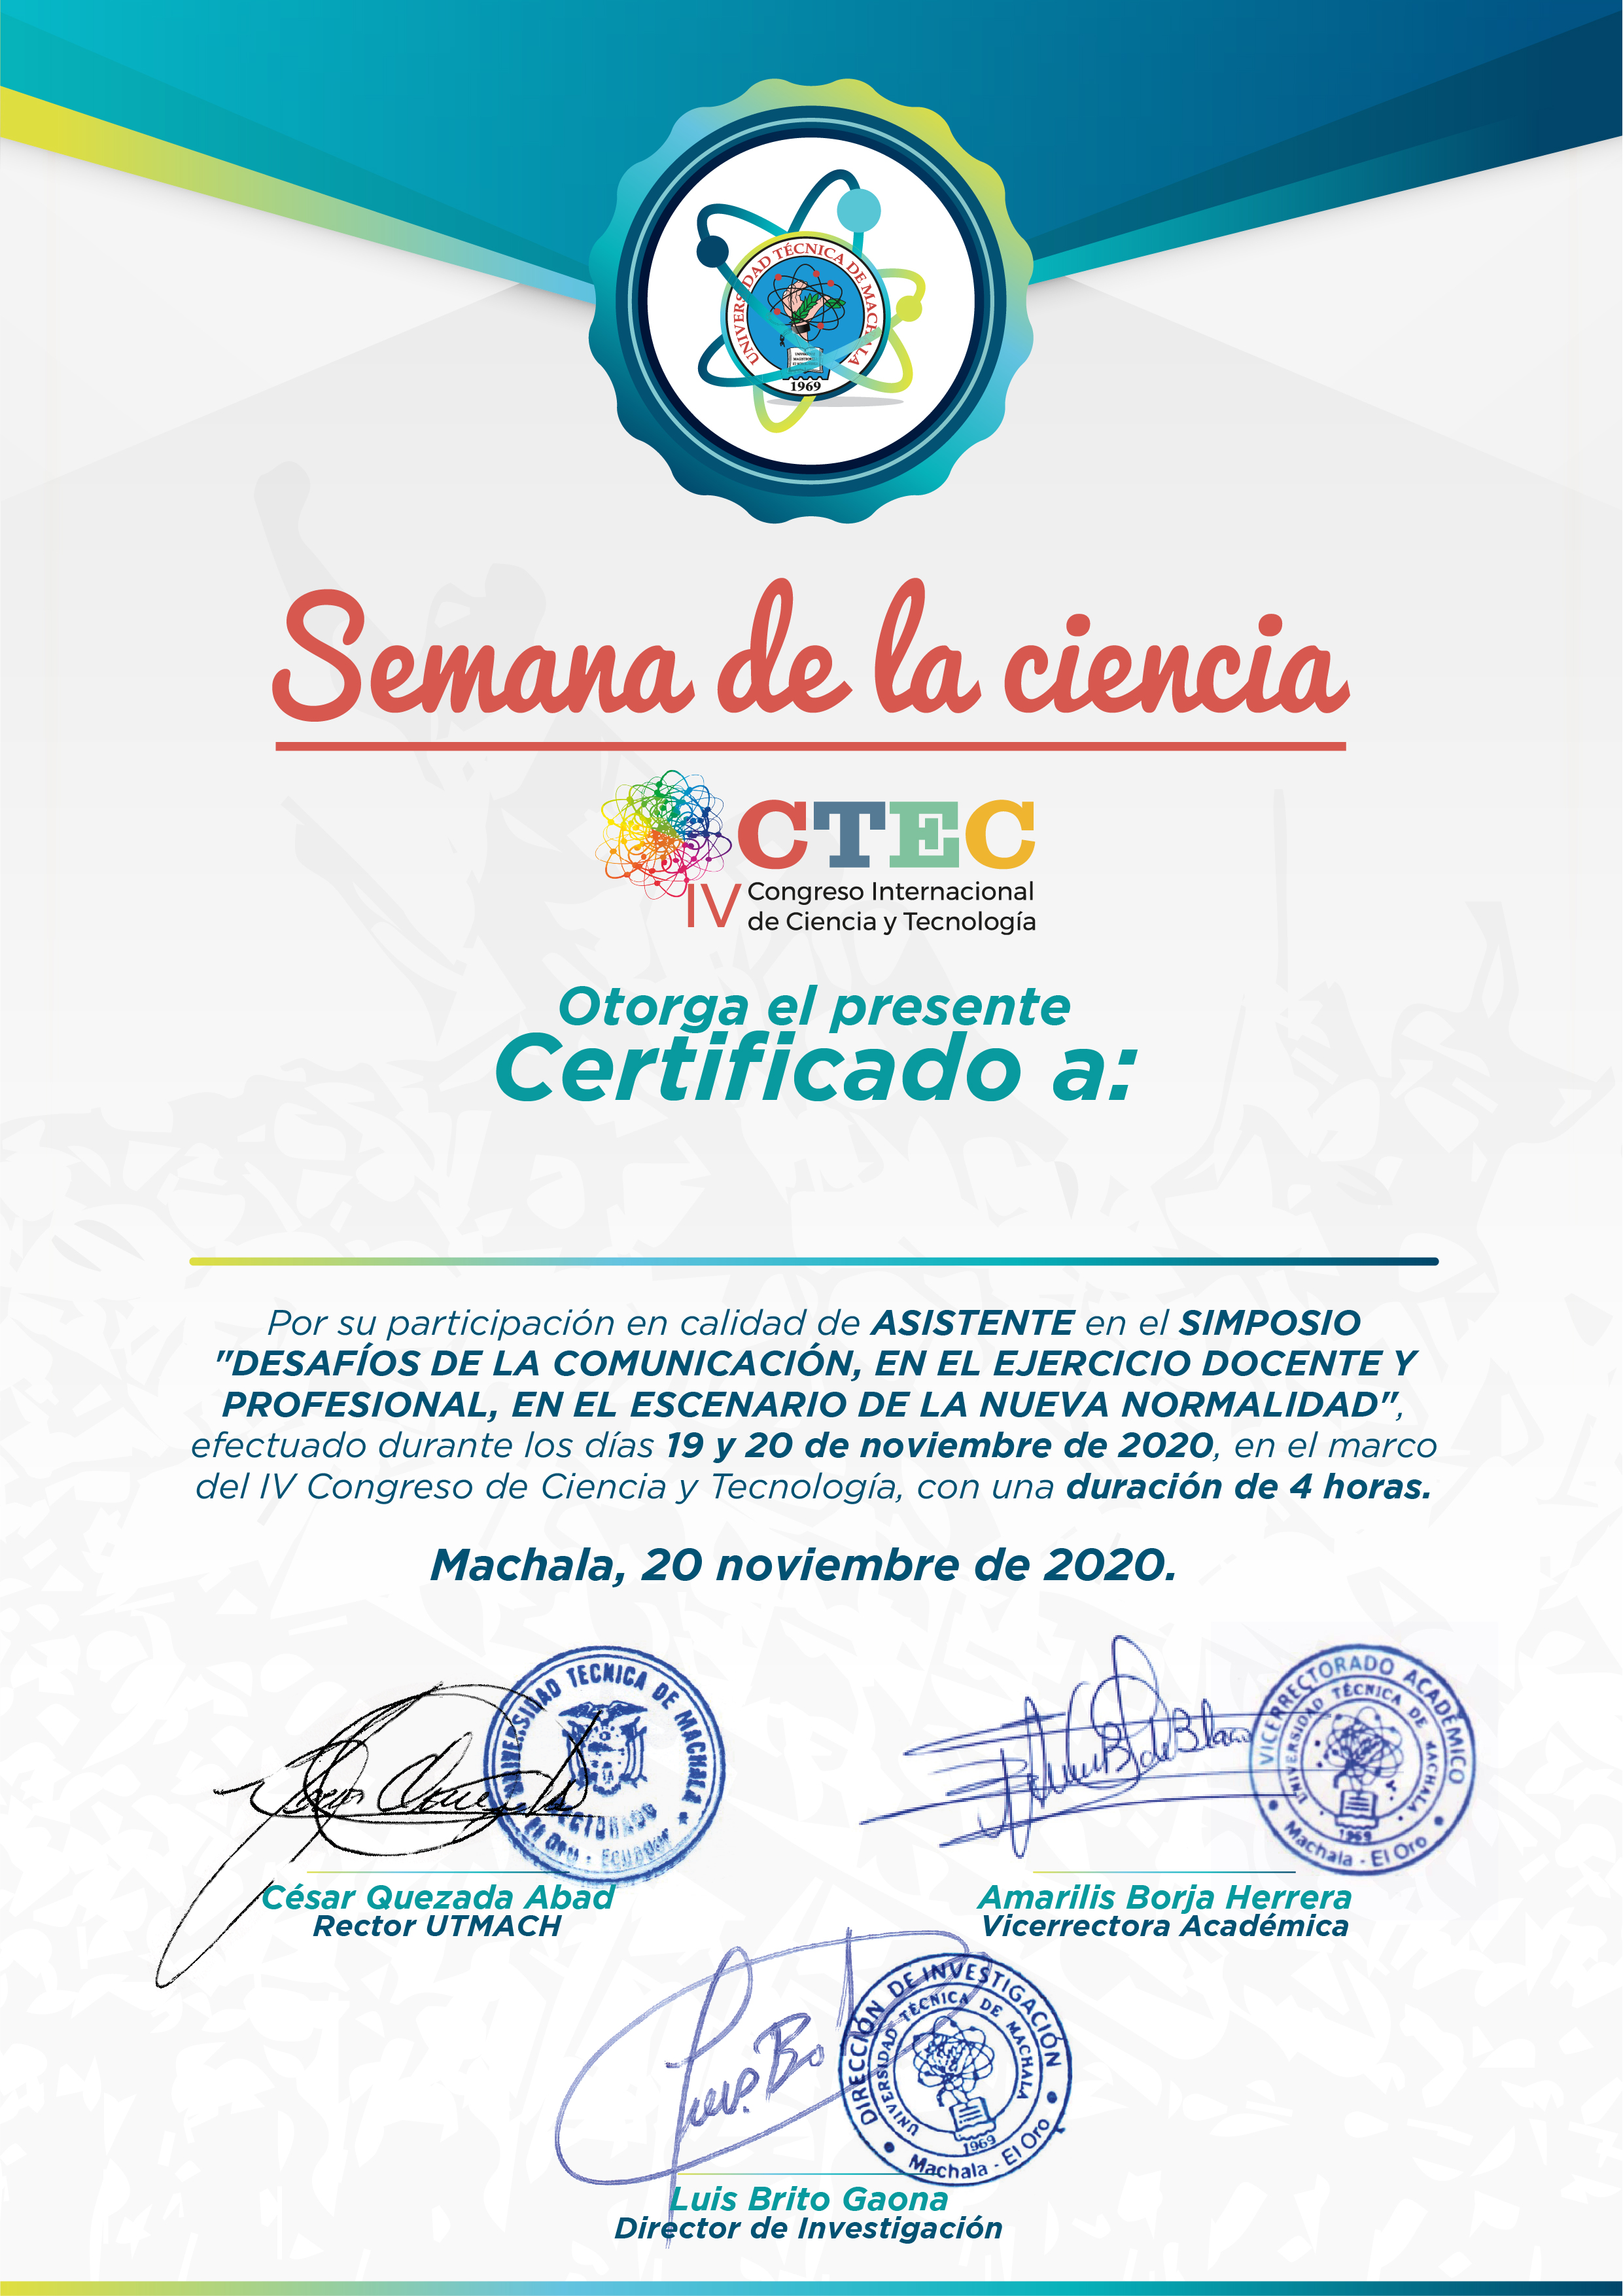 UNIVERSIDAD TÉCNICA DE MACHALA
1969
Semana de la ciencia
CTEC
IV Congreso Internacional
de Ciencia y Tecnología
Otorga el presente
Certificado a:
Por su participación en calidad de ASISTENTE en el SIMPOSIO
"DESAFÍOS DE LA COMUNICACIÓN, EN EL EJERCICIO DOCENTE Y
PROFESIONAL, EN EL ESCENARIO DE LA NUEVA NORMALIDAD",
efectuado durante los días 19 y 20 de noviembre de 2020, en el marco
del IV Congreso de Ciencia y Tecnología, con una duración de 4 horas.
Machala, 20 noviembre de 2020.
UNIVERSIDAD TECNICA DE MACHALA
RECTORADO
EL ORO - ECUADOR
VICERRECTORADO ACADÉMICO
UNIVERSIDAD TÉCNICA DE MACHALA
1969
Machala - El Oro
César Quezada Abad
Rector UTMACH
Amarilis Borja Herrera
Vicerrectora Académica
DIRECCIÓN DE INVESTIGACIÓN
UNIVERSIDAD TÉCNICA DE MACHALA
1969
Machala - El Oro
Luis Brito Gaona
Director de Investigación